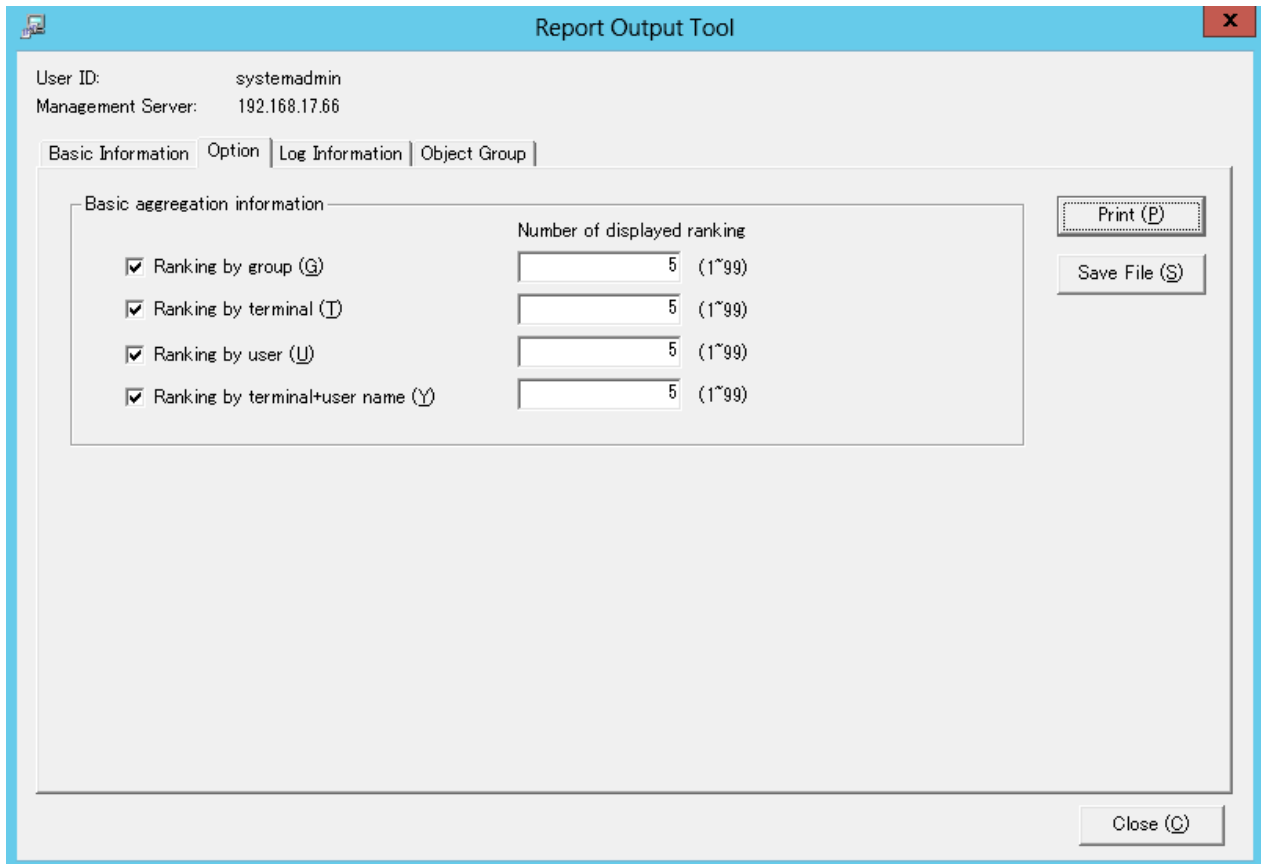 Report Output Tool
x
User ID: systemadmin
Management Server: 192.168.17.66
Basic Information Option Log Information Object Group
Basic aggregation information
Number of displayed ranking
Ranking by group (G) 5 (1~99)
Ranking by terminal (T) 5 (1~99)
Ranking by user (U) 5 (1~99)
Ranking by terminal+user name (Y) 5 (1~99)
Print (P)
Save File (S)
Close (C)